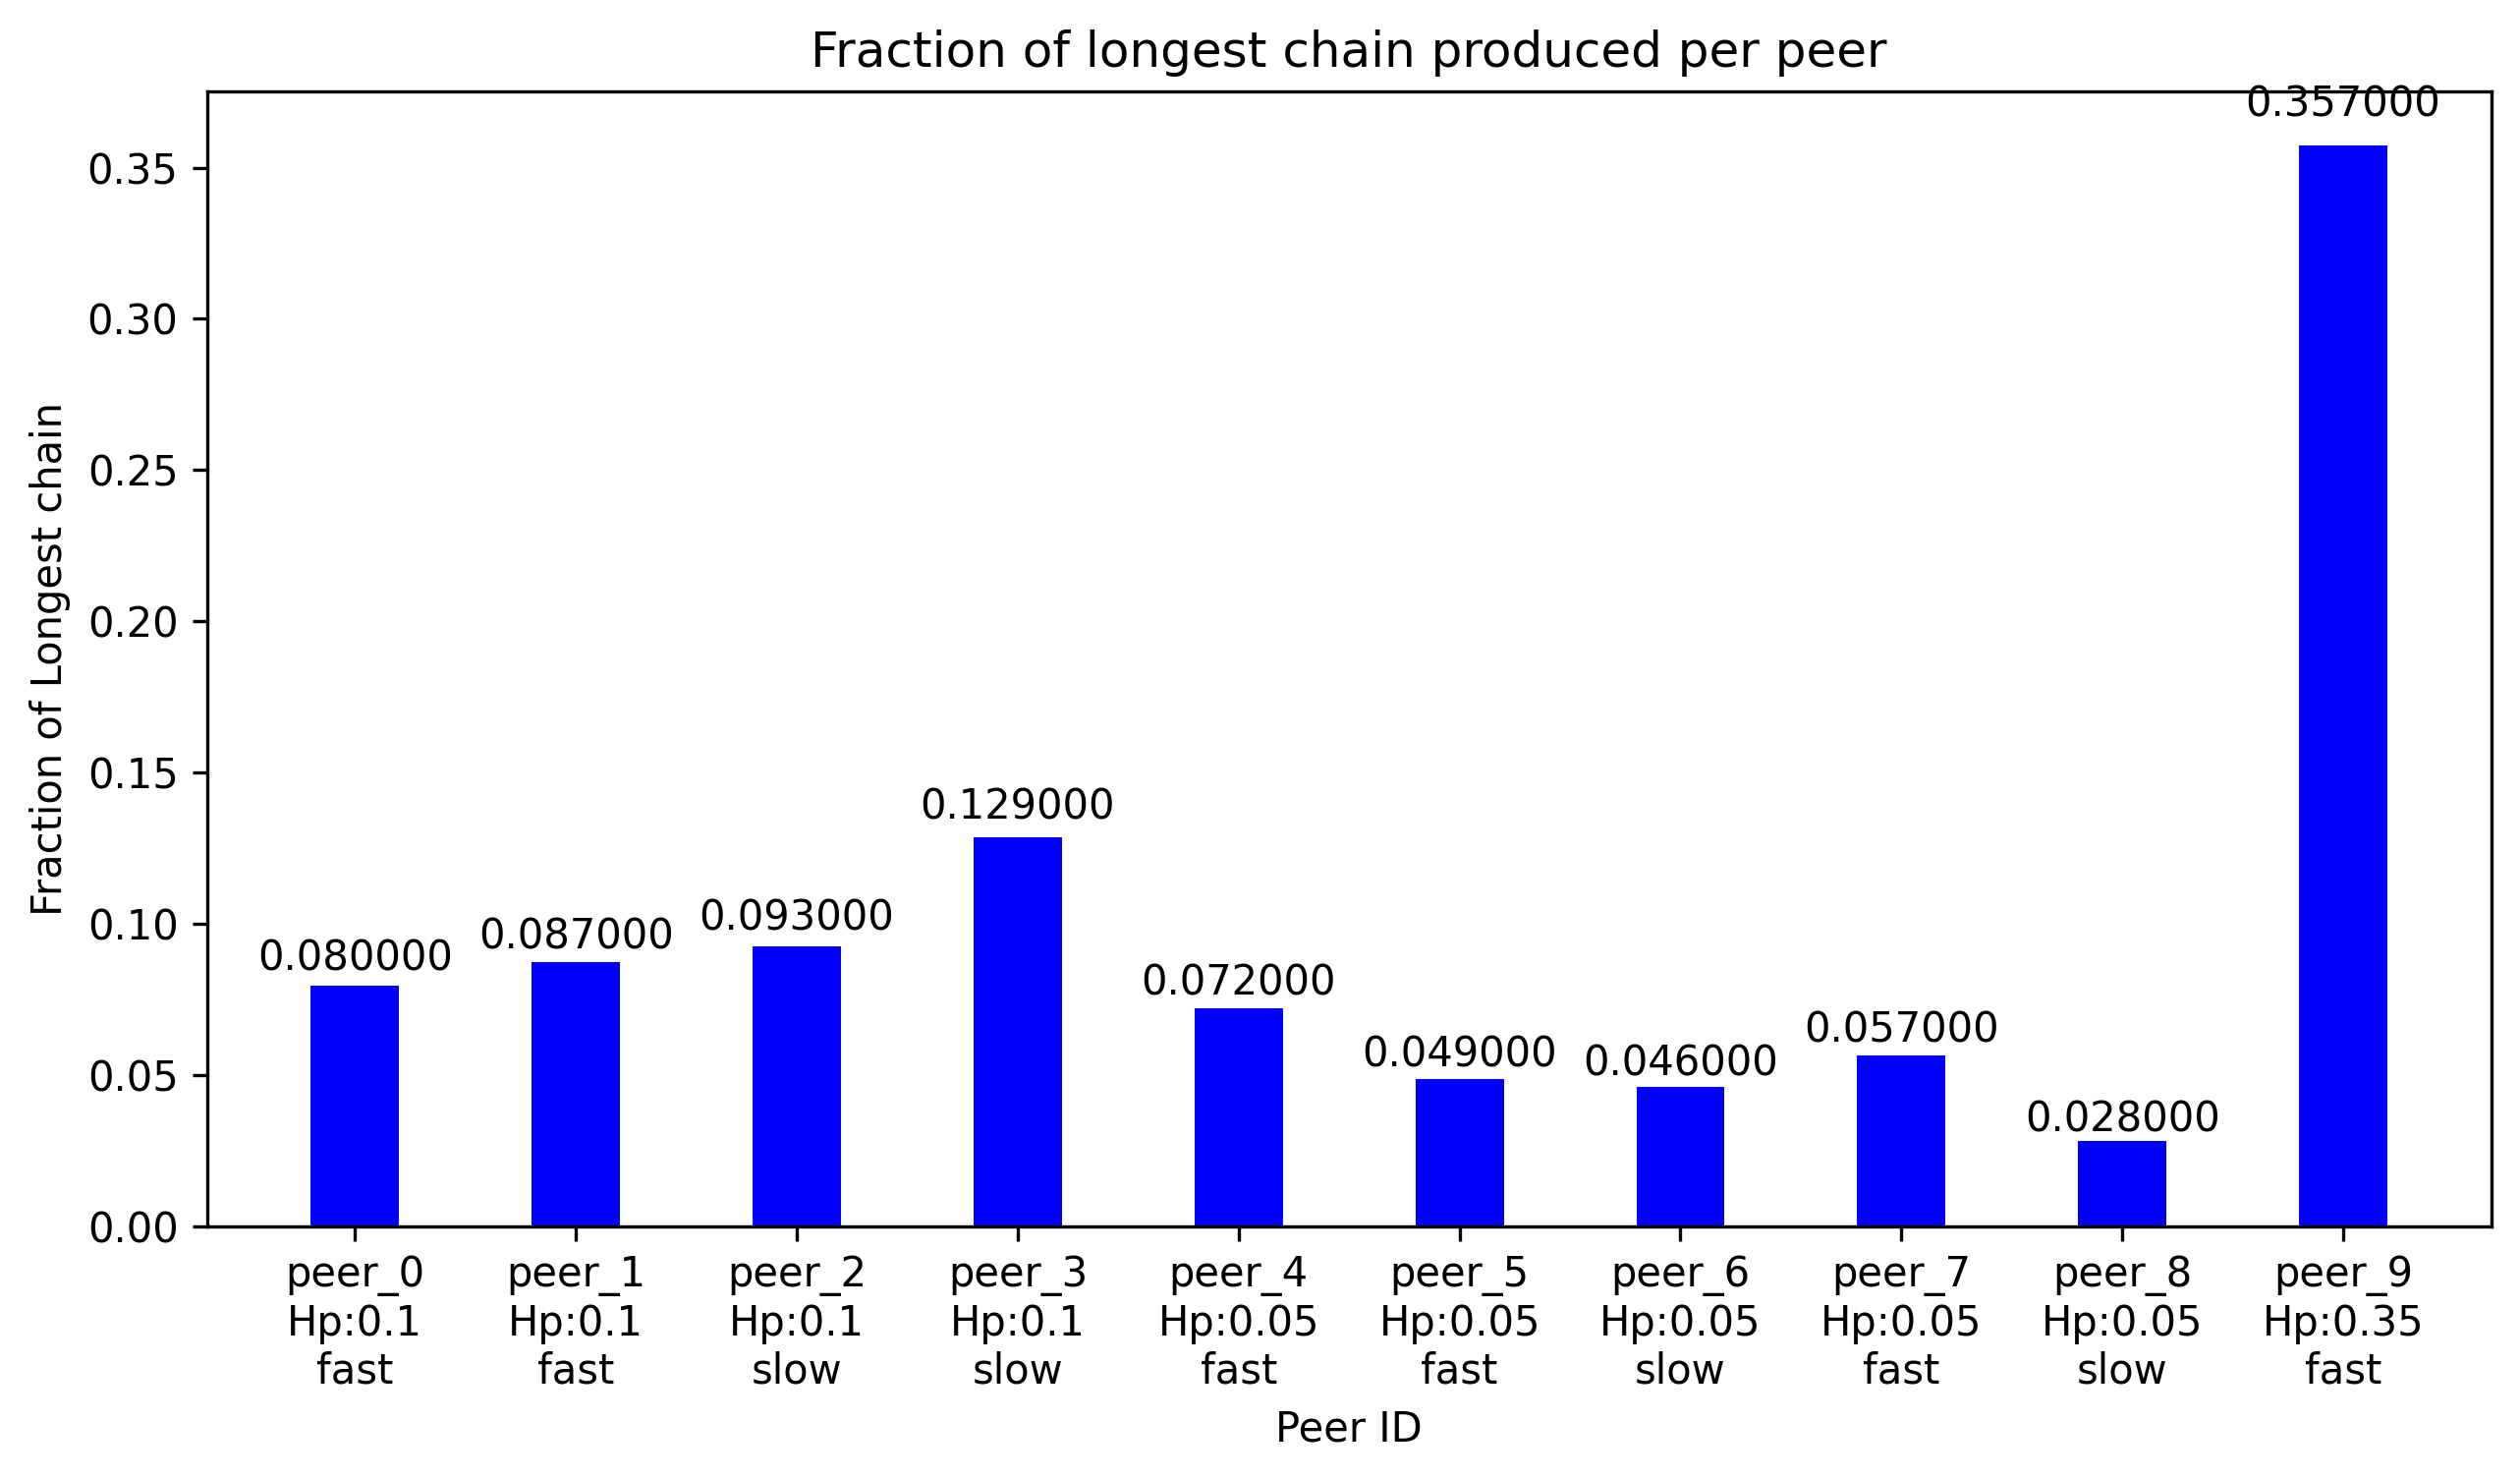 Fraction of longest chain produced per peer
Fraction of Longest chain
0.35
0.30
0.25
0.20
0.15
0.10
0.05
0.00
0.080000
0.087000
0.093000
0.129000
0.072000
0.049000
0.046000
0.057000
0.028000
0.357000
peer_0
Hp:0.1
fast
peer_1
Hp:0.1
fast
peer_2
Hp:0.1
slow
peer_3
Hp:0.1
slow
peer_4
Hp:0.05
fast
peer_5
Hp:0.05
fast
peer_6
Hp:0.05
slow
peer_7
Hp:0.05
fast
peer_8
Hp:0.05
slow
peer_9
Hp:0.35
fast
Peer ID